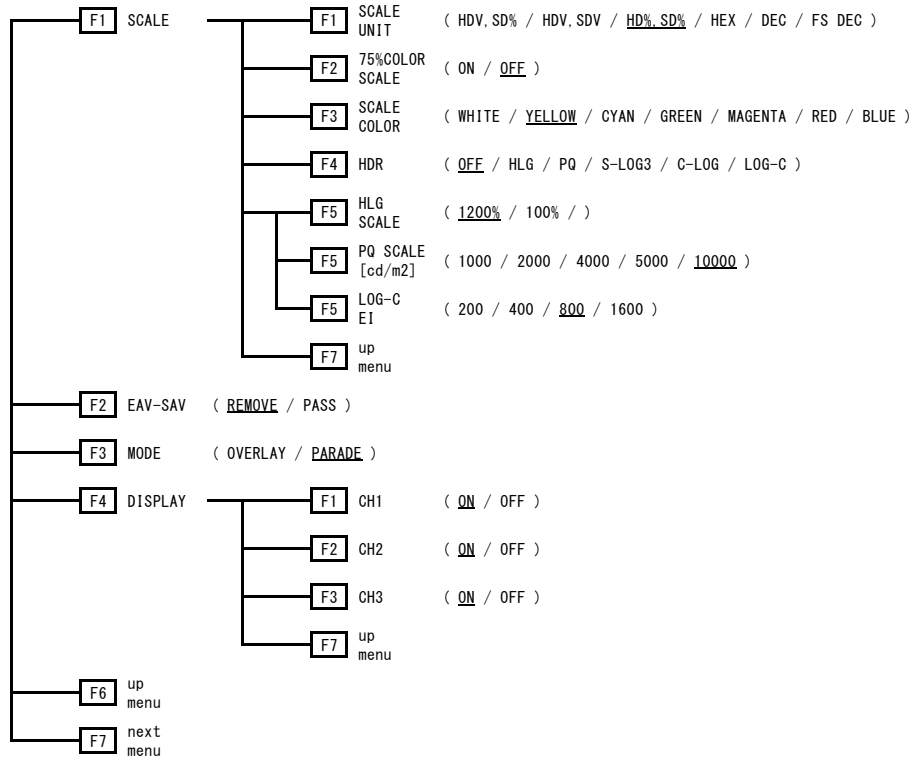 F1 SCALE F1 SCALE UNIT ( HDV,SD% / HDV,SDV / HD%,SD% / HEX / DEC / FS DEC )
F2 75%COLOR SCALE ( ON / OFF )
F3 SCALE COLOR ( WHITE / YELLOW / CYAN / GREEN / MAGENTA / RED / BLUE )
F4 HDR ( OFF / HLG / PQ / S-LOG3 / C-LOG / LOG-C )
F5 HLG SCALE ( 1200% / 100% / )
F5 PQ SCALE [cd/m2] ( 1000 / 2000 / 4000 / 5000 / 10000 )
F5 LOG-C EI ( 200 / 400 / 800 / 1600 )
F7 up menu
F2 EAV-SAV ( REMOVE / PASS )
F3 MODE ( OVERLAY / PARADE )
F4 DISPLAY F1 CH1 ( ON / OFF )
F2 CH2 ( ON / OFF )
F3 CH3 ( ON / OFF )
F7 up menu
F6 up menu
F7 next menu